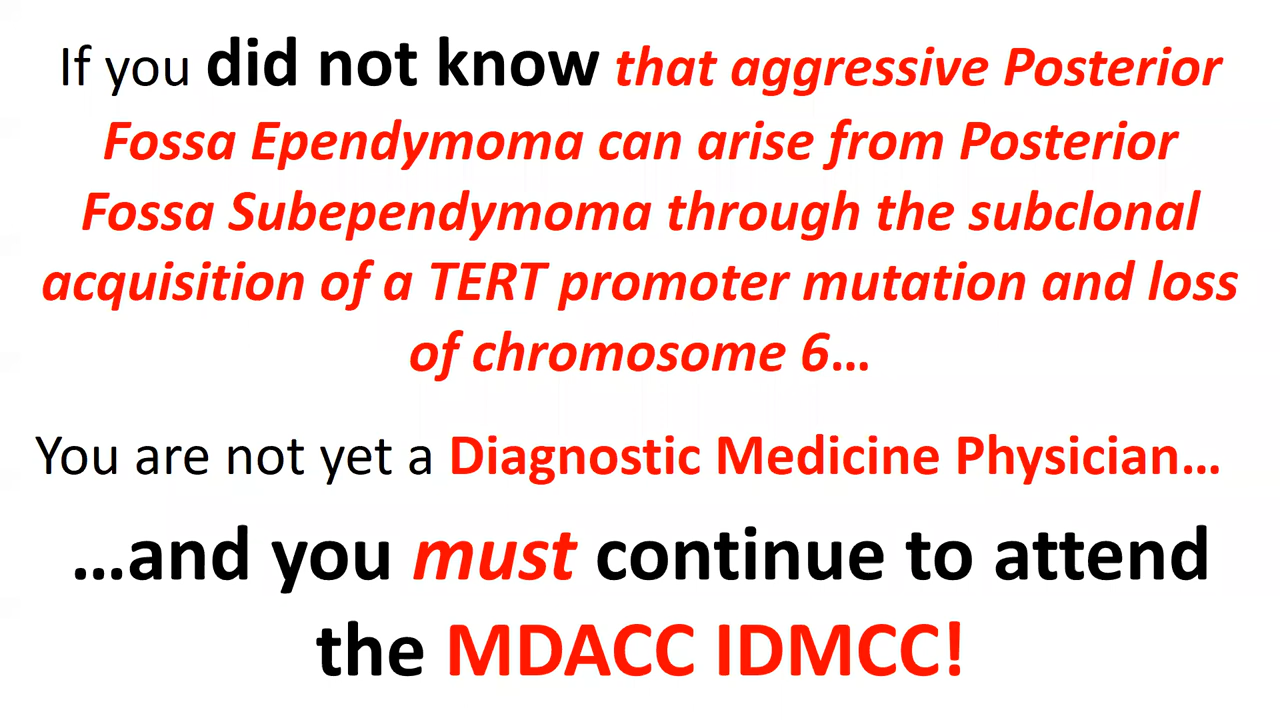 If you did not know that aggressive Posterior
Fossa Ependymoma can arise from Posterior
Fossa Subependymoma through the subclonal
acquisition of a TERT promoter mutation and loss
of chromosome 6…
You are not yet a Diagnostic Medicine Physician…
…and you must continue to attend
the MDACC IDMCC!